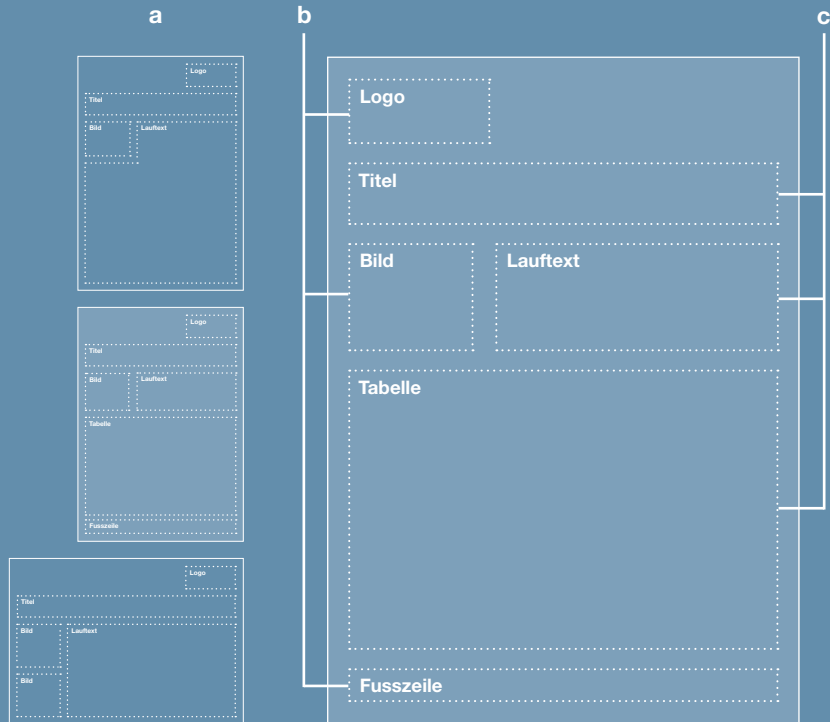 a
b
c
Logo
Titel
Bild
Lauftext
Logo
Titel
Bild
Lauftext
Tabelle
Fusszeile
Logo
Titel
Bild
Lauftext
Bild
Logo
Titel
Bild
Lauftext
Tabelle
Fusszeile